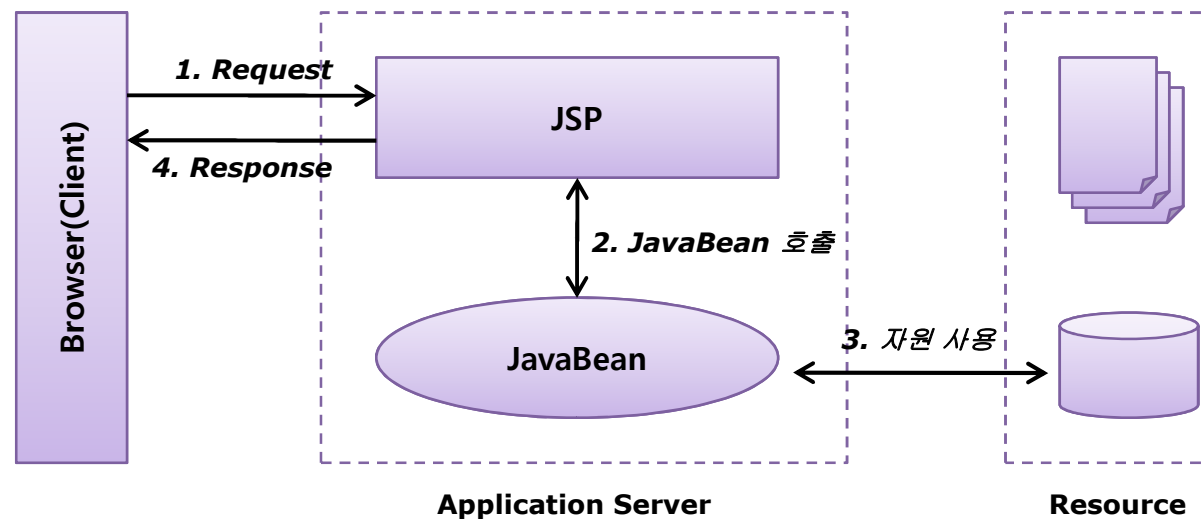 1. Request
JSP
4. Response
Browser(Client)
2. JavaBean 호출
3. 자원 사용
JavaBean
Application Server
Resource